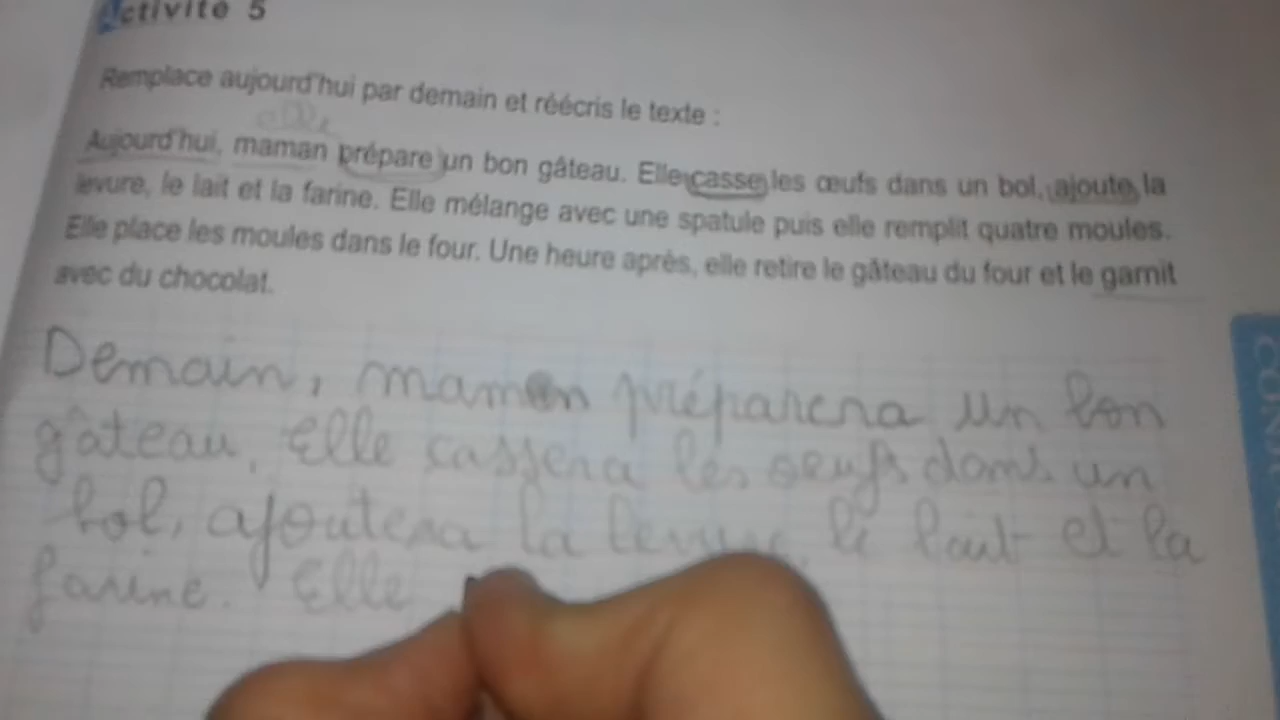 Activité 5
Remplace aujourd'hui par demain et réécris le texte :
elle
Aujourd'hui, maman prépare un bon gâteau. Elle casse les œufs dans un bol, ajoute la
levure, le lait et la farine. Elle mélange avec une spatule puis elle remplit quatre moules.
Elle place les moules dans le four. Une heure après, elle retire le gâteau du four et le garnit
avec du chocolat.
Demain, maman préparera un bon
gâteau. Elle cassera les oeufs dans un
bol, ajoutera la levure, le lait et la
farine. Elle